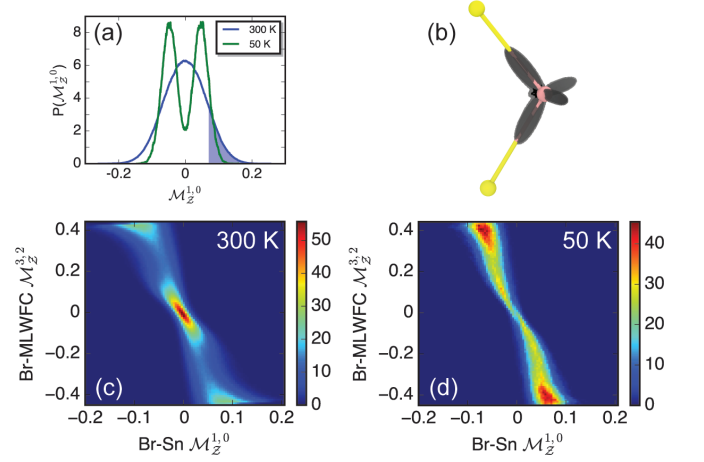 (a)
300 K
50 K
P(ℳ_𝒵^{1,0})
8
6
4
2
0
-0.2
0
0.2
ℳ_𝒵^{1,0}
(b)
300 K
(c)
Br-MLWFC ℳ_𝒵^{3,2}
0.4
0.2
0
−0.2
−0.4
−0.2
−0.1
0
0.1
0.2
Br-Sn ℳ_𝒵^{1,0}
50
40
30
20
10
0
50 K
(d)
Br-MLWFC ℳ_𝒵^{3,2}
0.4
0.2
0
−0.2
−0.4
−0.2
−0.1
0
0.1
0.2
Br-Sn ℳ_𝒵^{1,0}
40
30
20
10
0